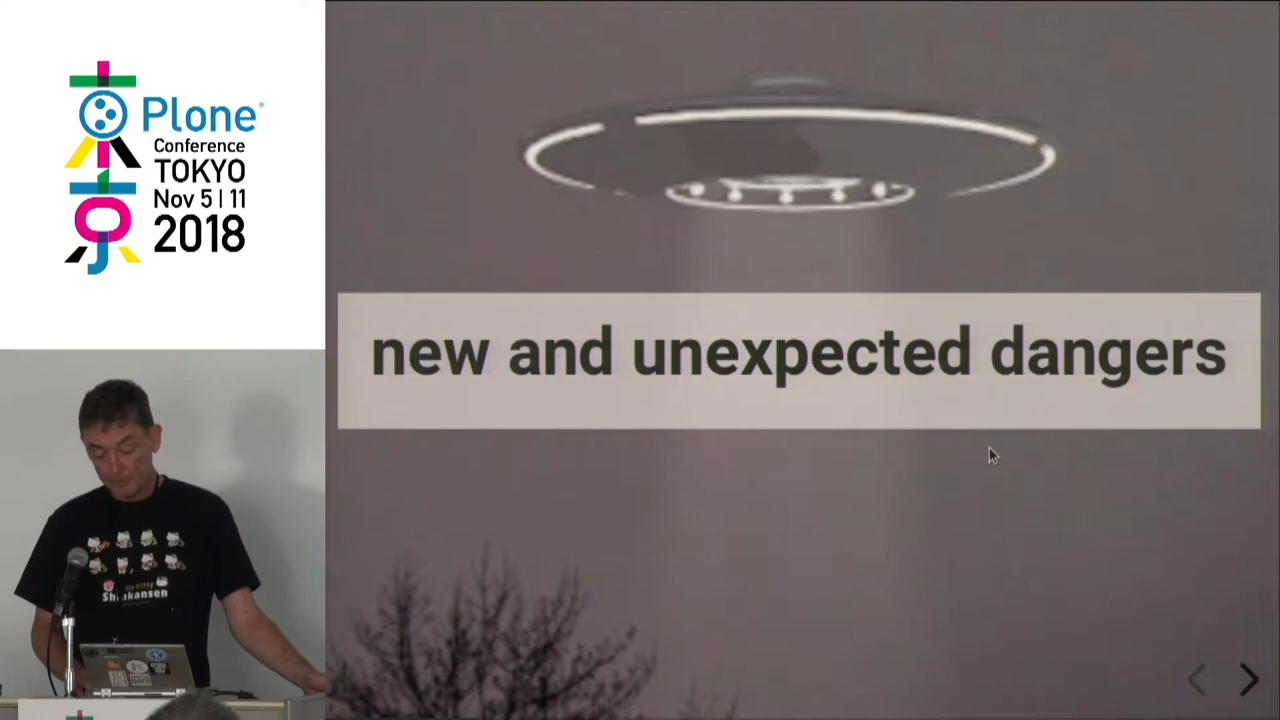 Plone
Conference
TOKYO
Nov 5 | 11
2018
new and unexpected dangers
Shinkansen